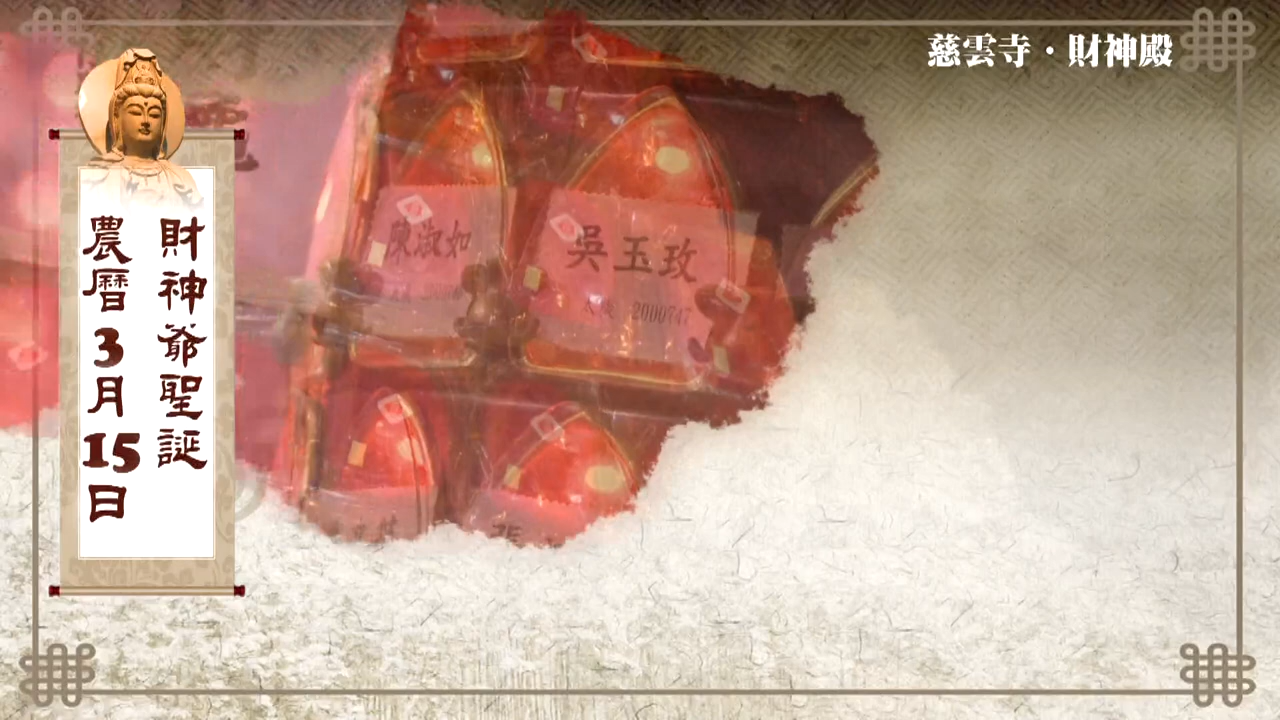 慈雲寺・財神殿
財神爺聖誕
農曆3月15日
陳淑如
吳玉玫
2000747